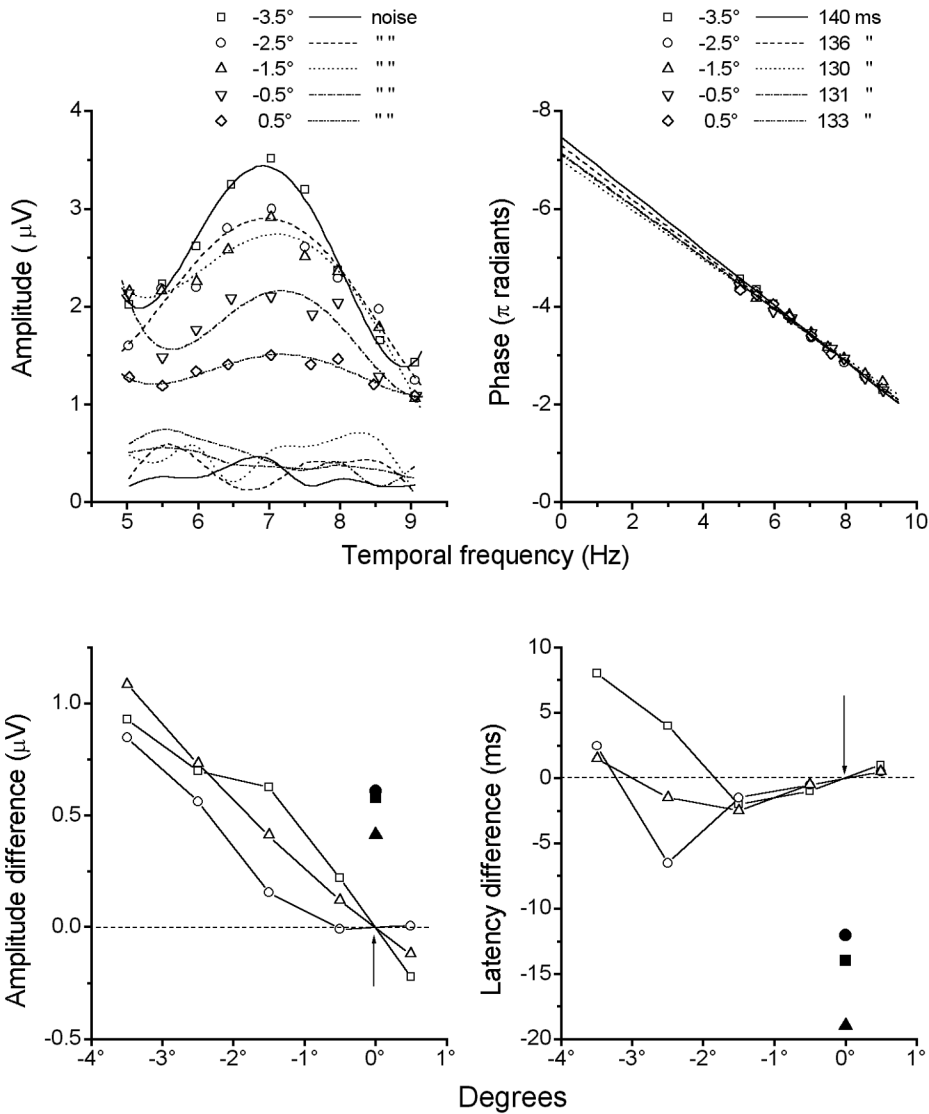 -3.5° noise
-2.5° " "
-1.5° " "
-0.5° " "
0.5° " "
4
3
2
1
0
Amplitude ( μV)
5 6 7 8 9
-3.5° 140 ms
-2.5° 136 "
-1.5° 130 "
-0.5° 131 "
0.5° 133 "
-8
-6
-4
-2
-0
Phase (π radiants)
0 2 4 6 8 10
Temporal frequency (Hz)
1.0
0.5
0.0
-0.5
Amplitude difference (μV)
-4° -3° -2° -1° 0° 1°
10
5
0
-5
-10
-15
-20
Latency difference (ms)
-4° -3° -2° -1° 0° 1°
Degrees